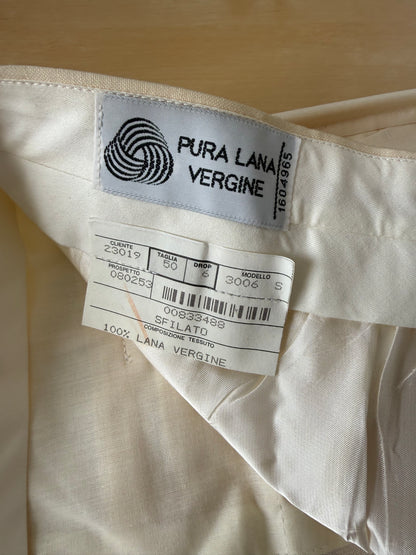 PURA LANA
VERGINE
1604965
CLIENTE TAGLIA DROP MODELLO
23019 50 6 3006 S
PROSPETTO
080253
00833488
SFILATO
COMPOSIZIONE TESSUTO
100% LANA VERGINE